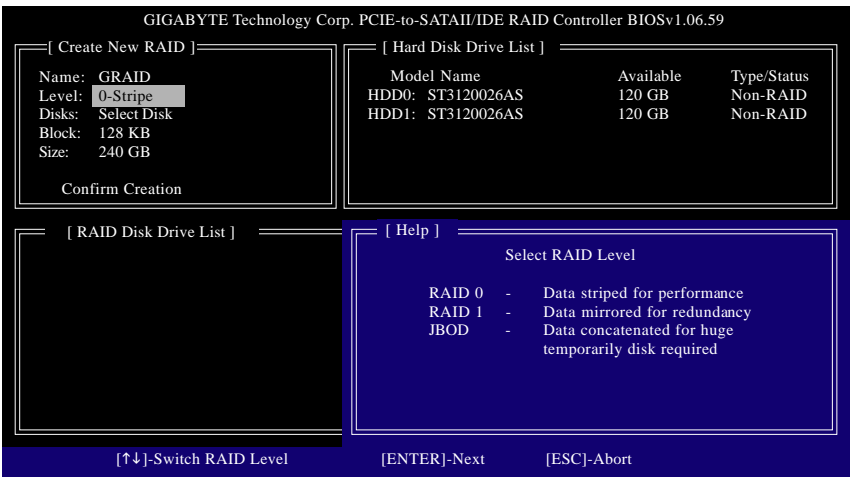 GIGABYTE Technology Corp. PCIE-to-SATAII/IDE RAID Controller BIOSv1.06.59
[ Create New RAID ]
Name: GRAID
Level: 0-Stripe
Disks: Select Disk
Block: 128 KB
Size: 240 GB
Confirm Creation
[ Hard Disk Drive List ]
Model Name Available Type/Status
HDD0: ST3120026AS 120 GB Non-RAID
HDD1: ST3120026AS 120 GB Non-RAID
[ RAID Disk Drive List ]
[ Help ]
Select RAID Level
RAID 0 - Data striped for performance
RAID 1 - Data mirrored for redundancy
JBOD - Data concatenated for huge
temporarily disk required
[↑↓]-Switch RAID Level [ENTER]-Next [ESC]-Abort